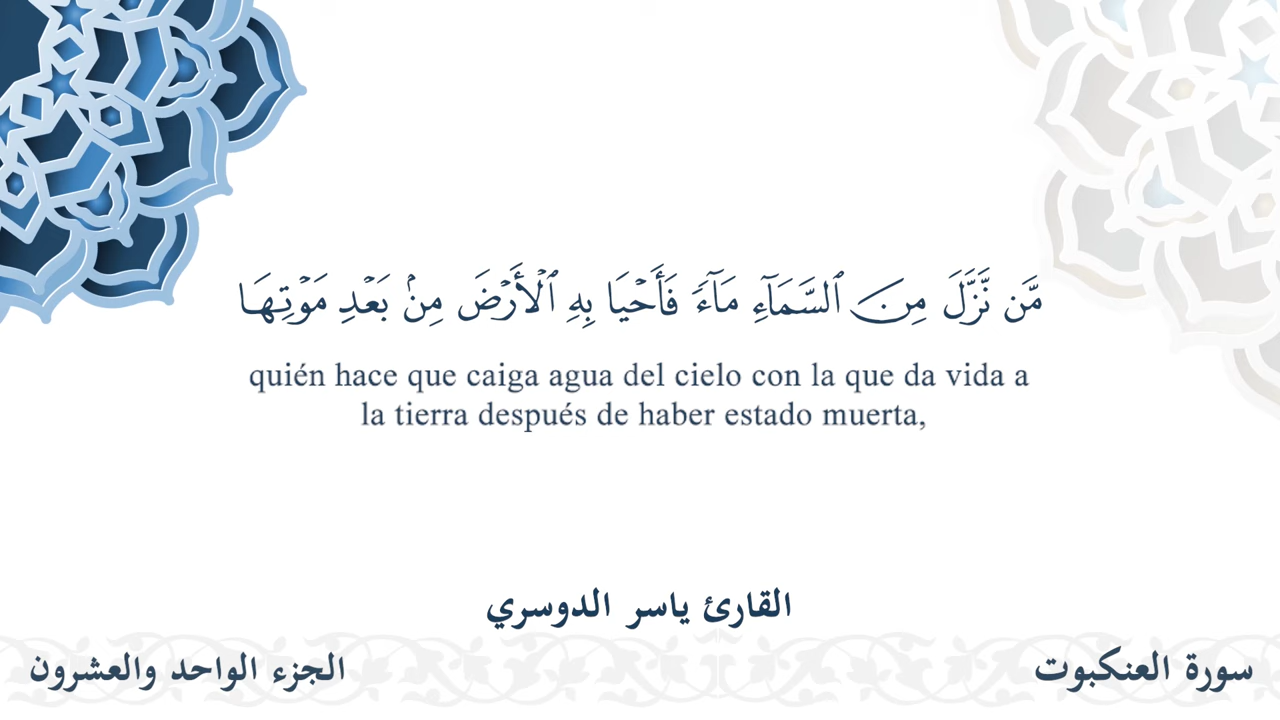 مَّن نَّزَّلَ مِنَ ٱلسَّمَآءِ مَآءٗ فَأَحۡيَا بِهِ ٱلۡأَرۡضَ مِنۢ بَعۡدِ مَوۡتِهَا
quién hace que caiga agua del cielo con la que da vida a
la tierra después de haber estado muerta,
القارئ ياسر الدوسري
سورة العنكبوت
الجزء الواحد والعشرون